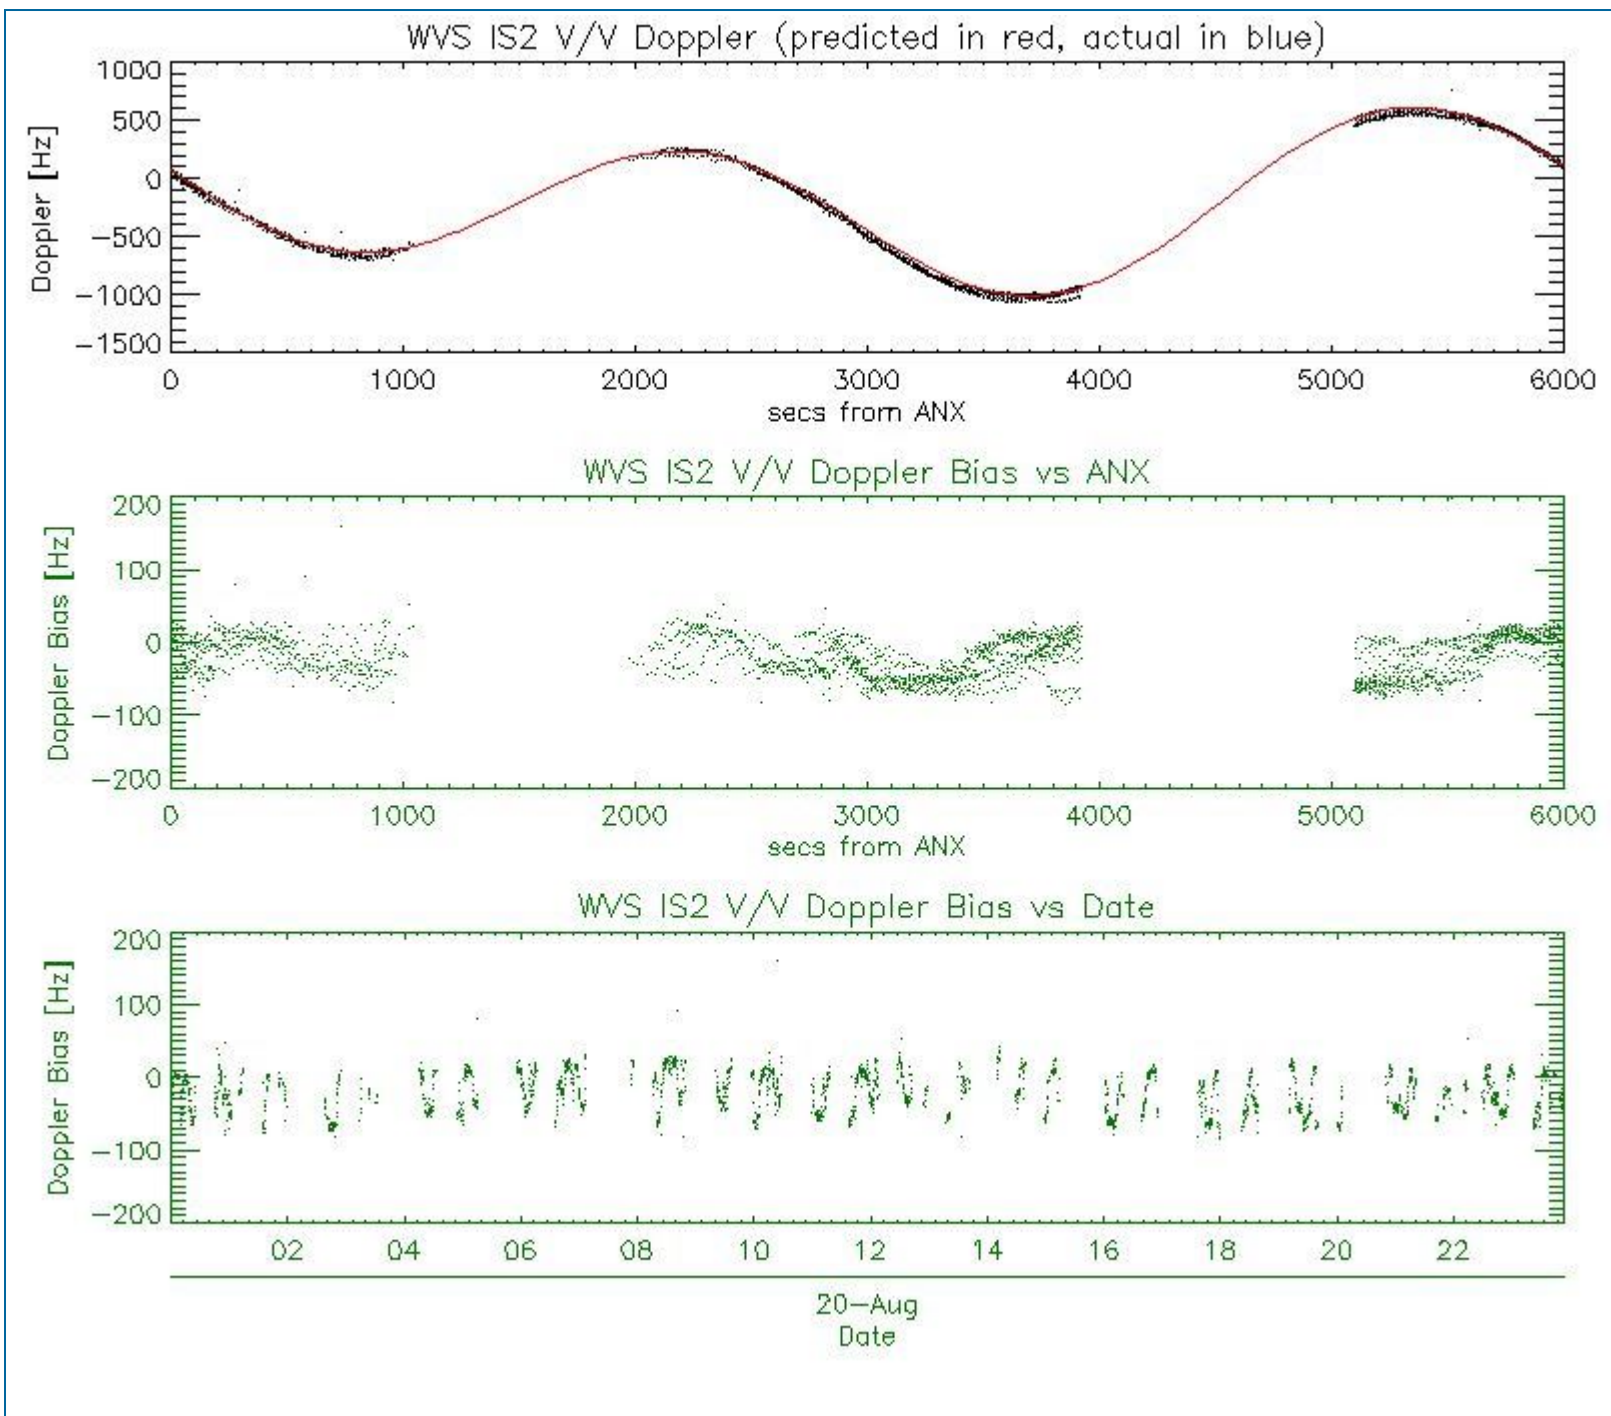 WVS IS2 V/V Doppler (predicted in red, actual in blue)
Doppler [Hz]
1000
500
0
-500
-1000
-1500
0 1000 2000 3000 4000 5000 6000
secs from ANX
WVS IS2 V/V Doppler Bias vs ANX
Doppler Bias [Hz]
200
100
0
-100
-200
0 1000 2000 3000 4000 5000 6000
secs from ANX
WVS IS2 V/V Doppler Bias vs Date
Doppler Bias [Hz]
200
100
0
-100
-200
02 04 06 08 10 12 14 16 18 20 22
20-Aug
Date